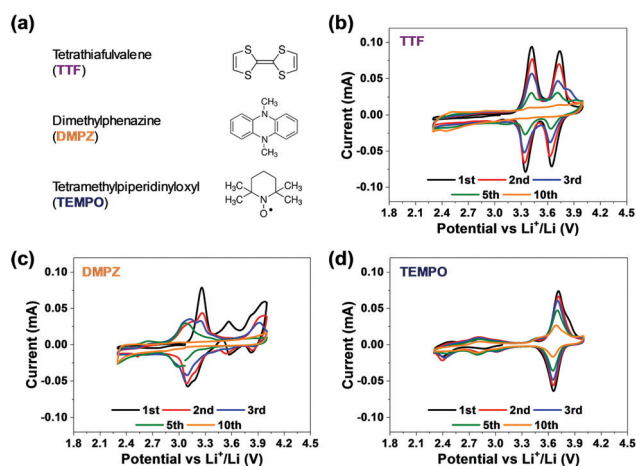 (a)
Tetrathiafulvalene
(TTF)
S S
S S
Dimethylphenazine
(DMPZ)
CH₃
N
N
CH₃
Tetramethylpiperidinyloxyl
(TEMPO)
H₃C CH₃
H₃C N CH₃
O•
(b)
TTF
Current (mA)
0.10
0.05
0.00
-0.05
-0.10
1st 2nd 3rd
5th 10th
2.1 2.4 2.7 3.0 3.3 3.6 3.9 4.2 4.5
Potential vs Li⁺/Li (V)
(c)
DMPZ
Current (mA)
0.10
0.05
0.00
-0.05
-0.10
1st 2nd 3rd
5th 10th
2.1 2.4 2.7 3.0 3.3 3.6 3.9 4.2 4.5
Potential vs Li⁺/Li (V)
(d)
TEMPO
Current (mA)
0.10
0.05
0.00
-0.05
-0.10
1st 2nd 3rd
5th 10th
2.1 2.4 2.7 3.0 3.3 3.6 3.9 4.2 4.5
Potential vs Li⁺/Li (V)